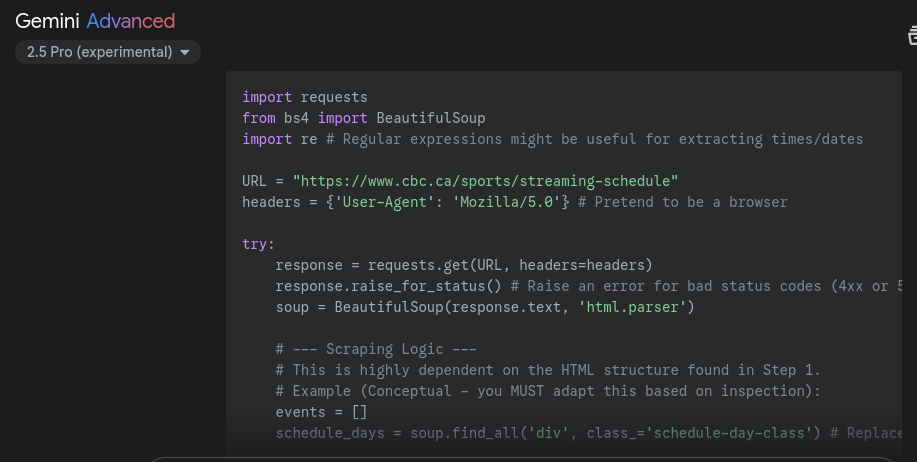 Gemini Advanced
2.5 Pro (experimental)
import requests
from bs4 import BeautifulSoup
import re # Regular expressions might be useful for extracting times/dates
URL = "https://www.cbc.ca/sports/streaming-schedule"
headers = {'User-Agent': 'Mozilla/5.0'} # Pretend to be a browser
try:
    response = requests.get(URL, headers=headers)
    response.raise_for_status() # Raise an error for bad status codes (4xx or 5
    soup = BeautifulSoup(response.text, 'html.parser')
    # --- Scraping Logic ---
    # This is highly dependent on the HTML structure found in Step 1.
    # Example (Conceptual - you MUST adapt this based on inspection):
    events = []
    schedule_days = soup.find_all('div', class_='schedule-day-class') # Replace